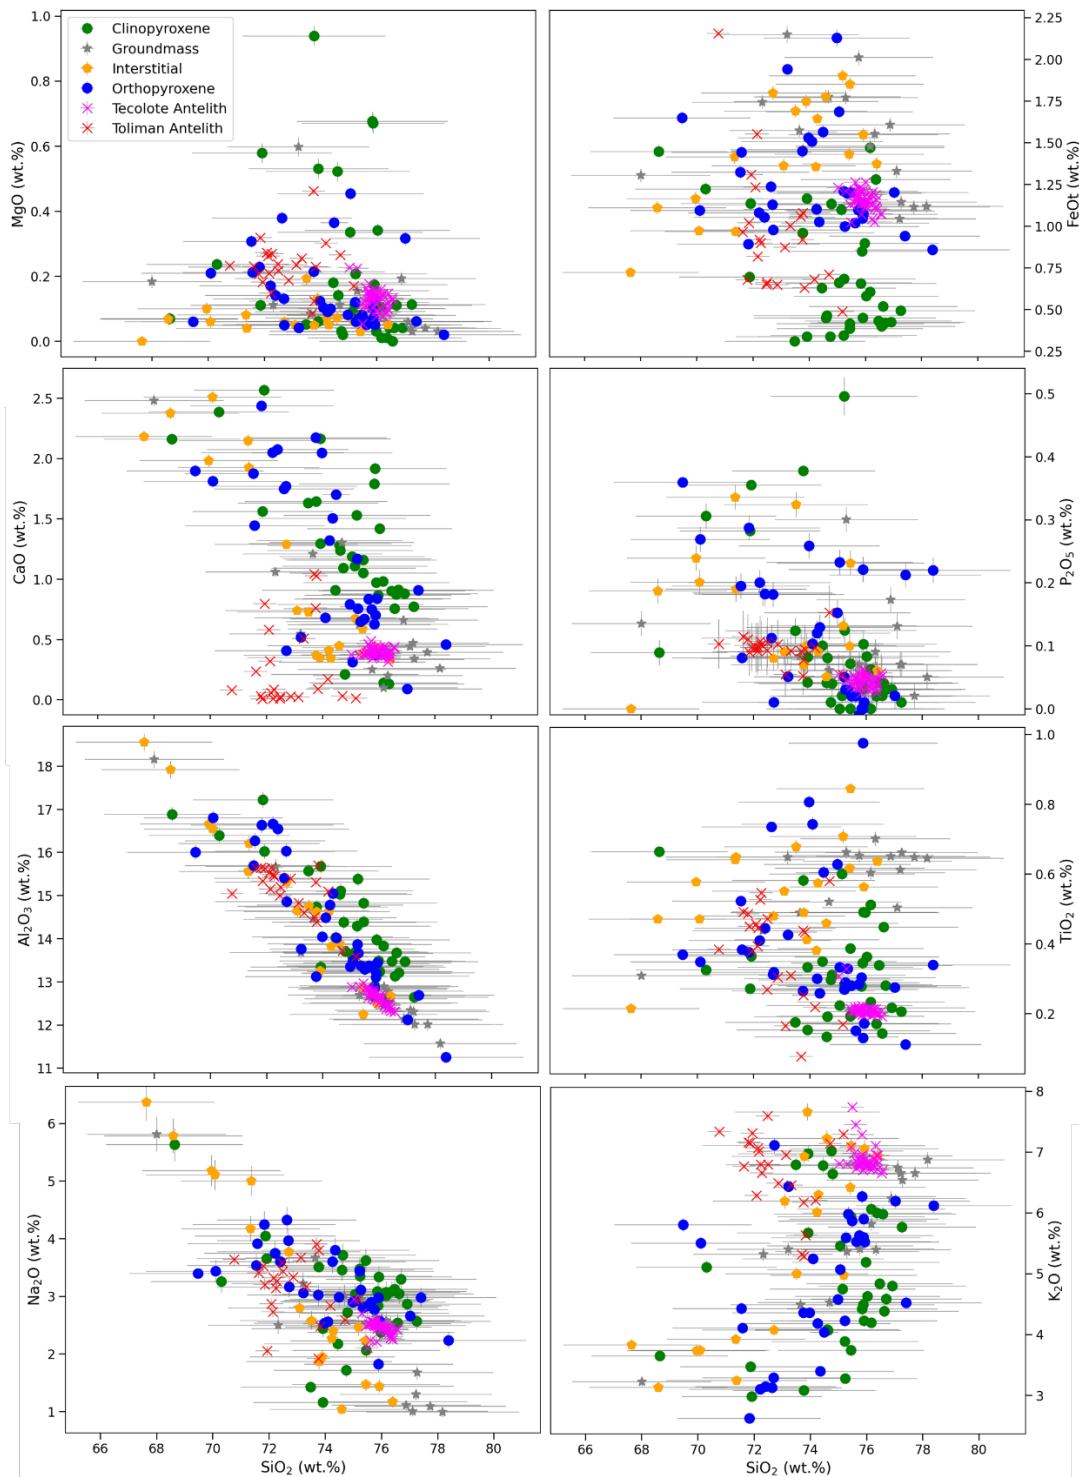 1.0
0.8
0.6
0.4
0.2
0.0
MgO (wt.%)
Clinopyroxene
Groundmass
Interstitial
Orthopyroxene
Tecolote Antelith
Toliman Antelith
2.25
2.00
1.75
1.50
1.25
1.00
0.75
0.50
0.25
FeOt (wt.%)
2.5
2.0
1.5
1.0
0.5
0.0
CaO (wt.%)
0.5
0.4
0.3
0.2
0.1
0.0
P₂O₅ (wt.%)
18
17
16
15
14
13
12
11
Al₂O₃ (wt.%)
1.0
0.8
0.6
0.4
0.2
TiO₂ (wt.%)
6
5
4
3
2
1
Na₂O (wt.%)
66 68 70 72 74 76 78 80
SiO₂ (wt.%)
8
7
6
5
4
3
K₂O (wt.%)
66 68 70 72 74 76 78 80
SiO₂ (wt.%)